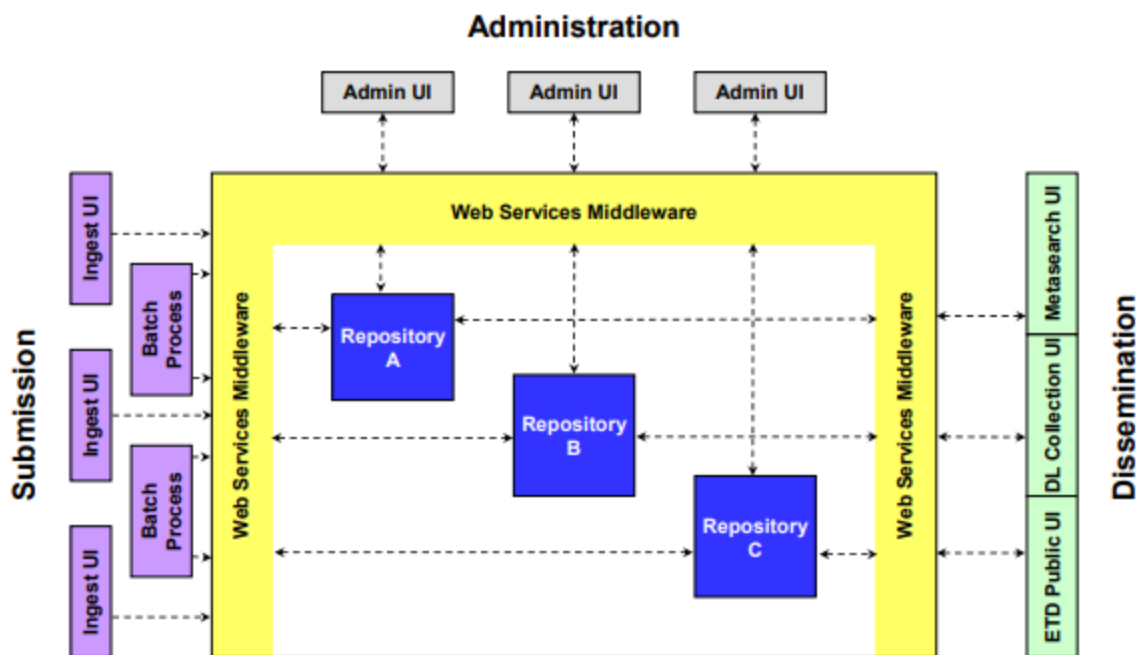 Administration
Admin UI
Admin UI
Admin UI
Web Services Middleware
Submission
Ingest UI
Batch
Process
Ingest UI
Batch
Process
Ingest UI
Web Services Middleware
Repository
A
Repository
B
Repository
C
Web Services Middleware
Metasearch UI
DL Collection UI
ETD Public UI
Dissemination